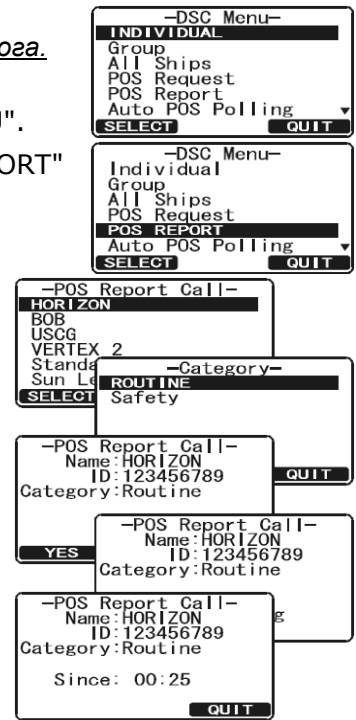 -DSC Menu-
INDIVIDUAL
Group
All Ships
POS Request
POS Report
Auto POS Polling
SELECT QUIT
ога.
".
-DSC Menu-
Individual
Group
All Ships
POS Request
POS REPORT
Auto POS Polling
SELECT QUIT
ORT"
-POS Report Call-
HORIZON
BOB
USCG
VERTEX 2
Standa
Sun Le
SELECT
-Category-
ROUTINE
Safety
QUIT
-POS Report Call-
Name:HORIZON
ID:123456789
Category:Routine
YES
-POS Report Call-
Name:HORIZON
ID:123456789
Category:Routine
g
-POS Report Call-
Name:HORIZON
ID:123456789
Category:Routine
Since: 00:25
QUIT